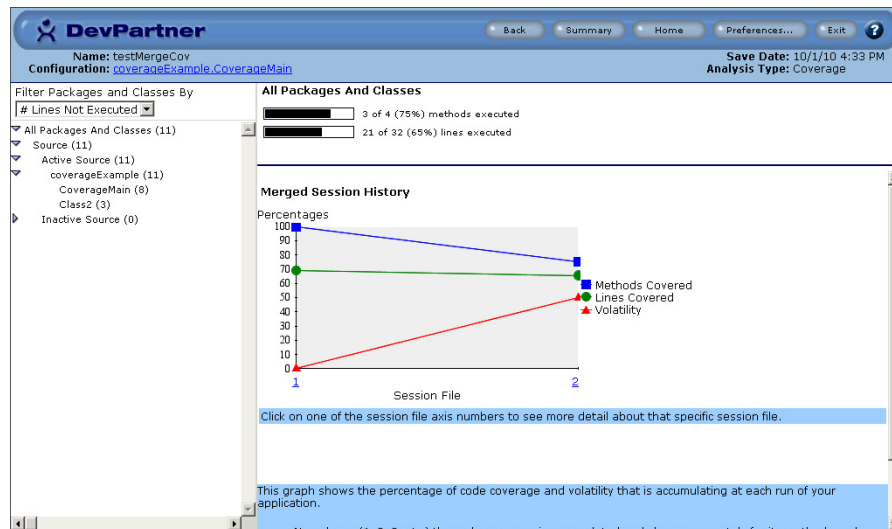 DevPartner
Back
Summary
Home
Preferences...
Exit
?
Name: testMergeCov
Save Date: 10/1/10 4:33 PM
Configuration: coverageExample.CoverageMain
Analysis Type: Coverage
Filter Packages and Classes By
# Lines Not Executed
All Packages And Classes (11)
Source (11)
Active Source (11)
coverageExample (11)
CoverageMain (8)
Class2 (3)
Inactive Source (0)
All Packages And Classes
3 of 4 (75%) methods executed
21 of 32 (65%) lines executed
Merged Session History
Percentages
100
90
80
70
60
50
40
30
20
10
0
1
2
Session File
Methods Covered
Lines Covered
Volatility
Click on one of the session file axis numbers to see more detail about that specific session file.
This graph shows the percentage of code coverage and volatility that is accumulating at each run of your
application.